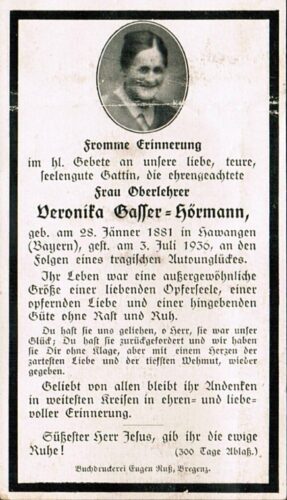 Fromme Erinnerung
im hl. Gebete an unsere liebe, teure,
seelengute Gattin, die ehrengeachtete
Frau Oberlehrer
Veronika Gasser-Hörmann,
geb. am 28. Jänner 1881 in Hawangen
(Bayern), gest. am 3. Juli 1936, an den
Folgen eines tragischen Autounglückes.
Ihr Leben war eine außergewöhnliche
Größe einer liebenden Opferseele, einer
opfernden Liebe und einer hingebenden
Güte ohne Rast und Ruh.
Du hast sie uns geliehen, o Herr, sie war unser
Glück; Du hast sie zurückgefordert und wir haben
sie Dir ohne Klage, aber mit einem Herzen der
zartesten Liebe und der tiefsten Wehmut, wieder
gegeben.
Geliebt von allen bleibt ihr Andenken
in weitesten Kreisen in ehren- und liebe-
voller Erinnerung.
Süßester Herr Jesus, gib ihr die ewige
Ruhe! (300 Tage Ablaß.)
Buchdruckerei Eugen Ruß, Bregenz.